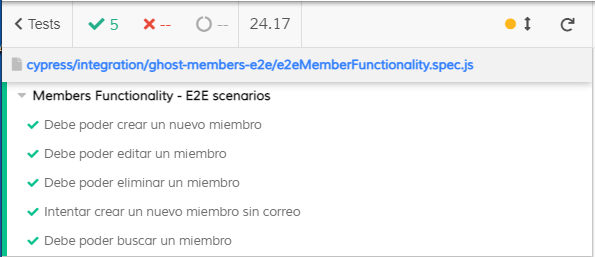 Tests 5 -- -- 24.17
cypress/integration/ghost-members-e2e/e2eMemberFunctionality.spec.js
Members Functionality - E2E scenarios
Debe poder crear un nuevo miembro
Debe poder editar un miembro
Debe poder eliminar un miembro
Intentar crear un nuevo miembro sin correo
Debe poder buscar un miembro